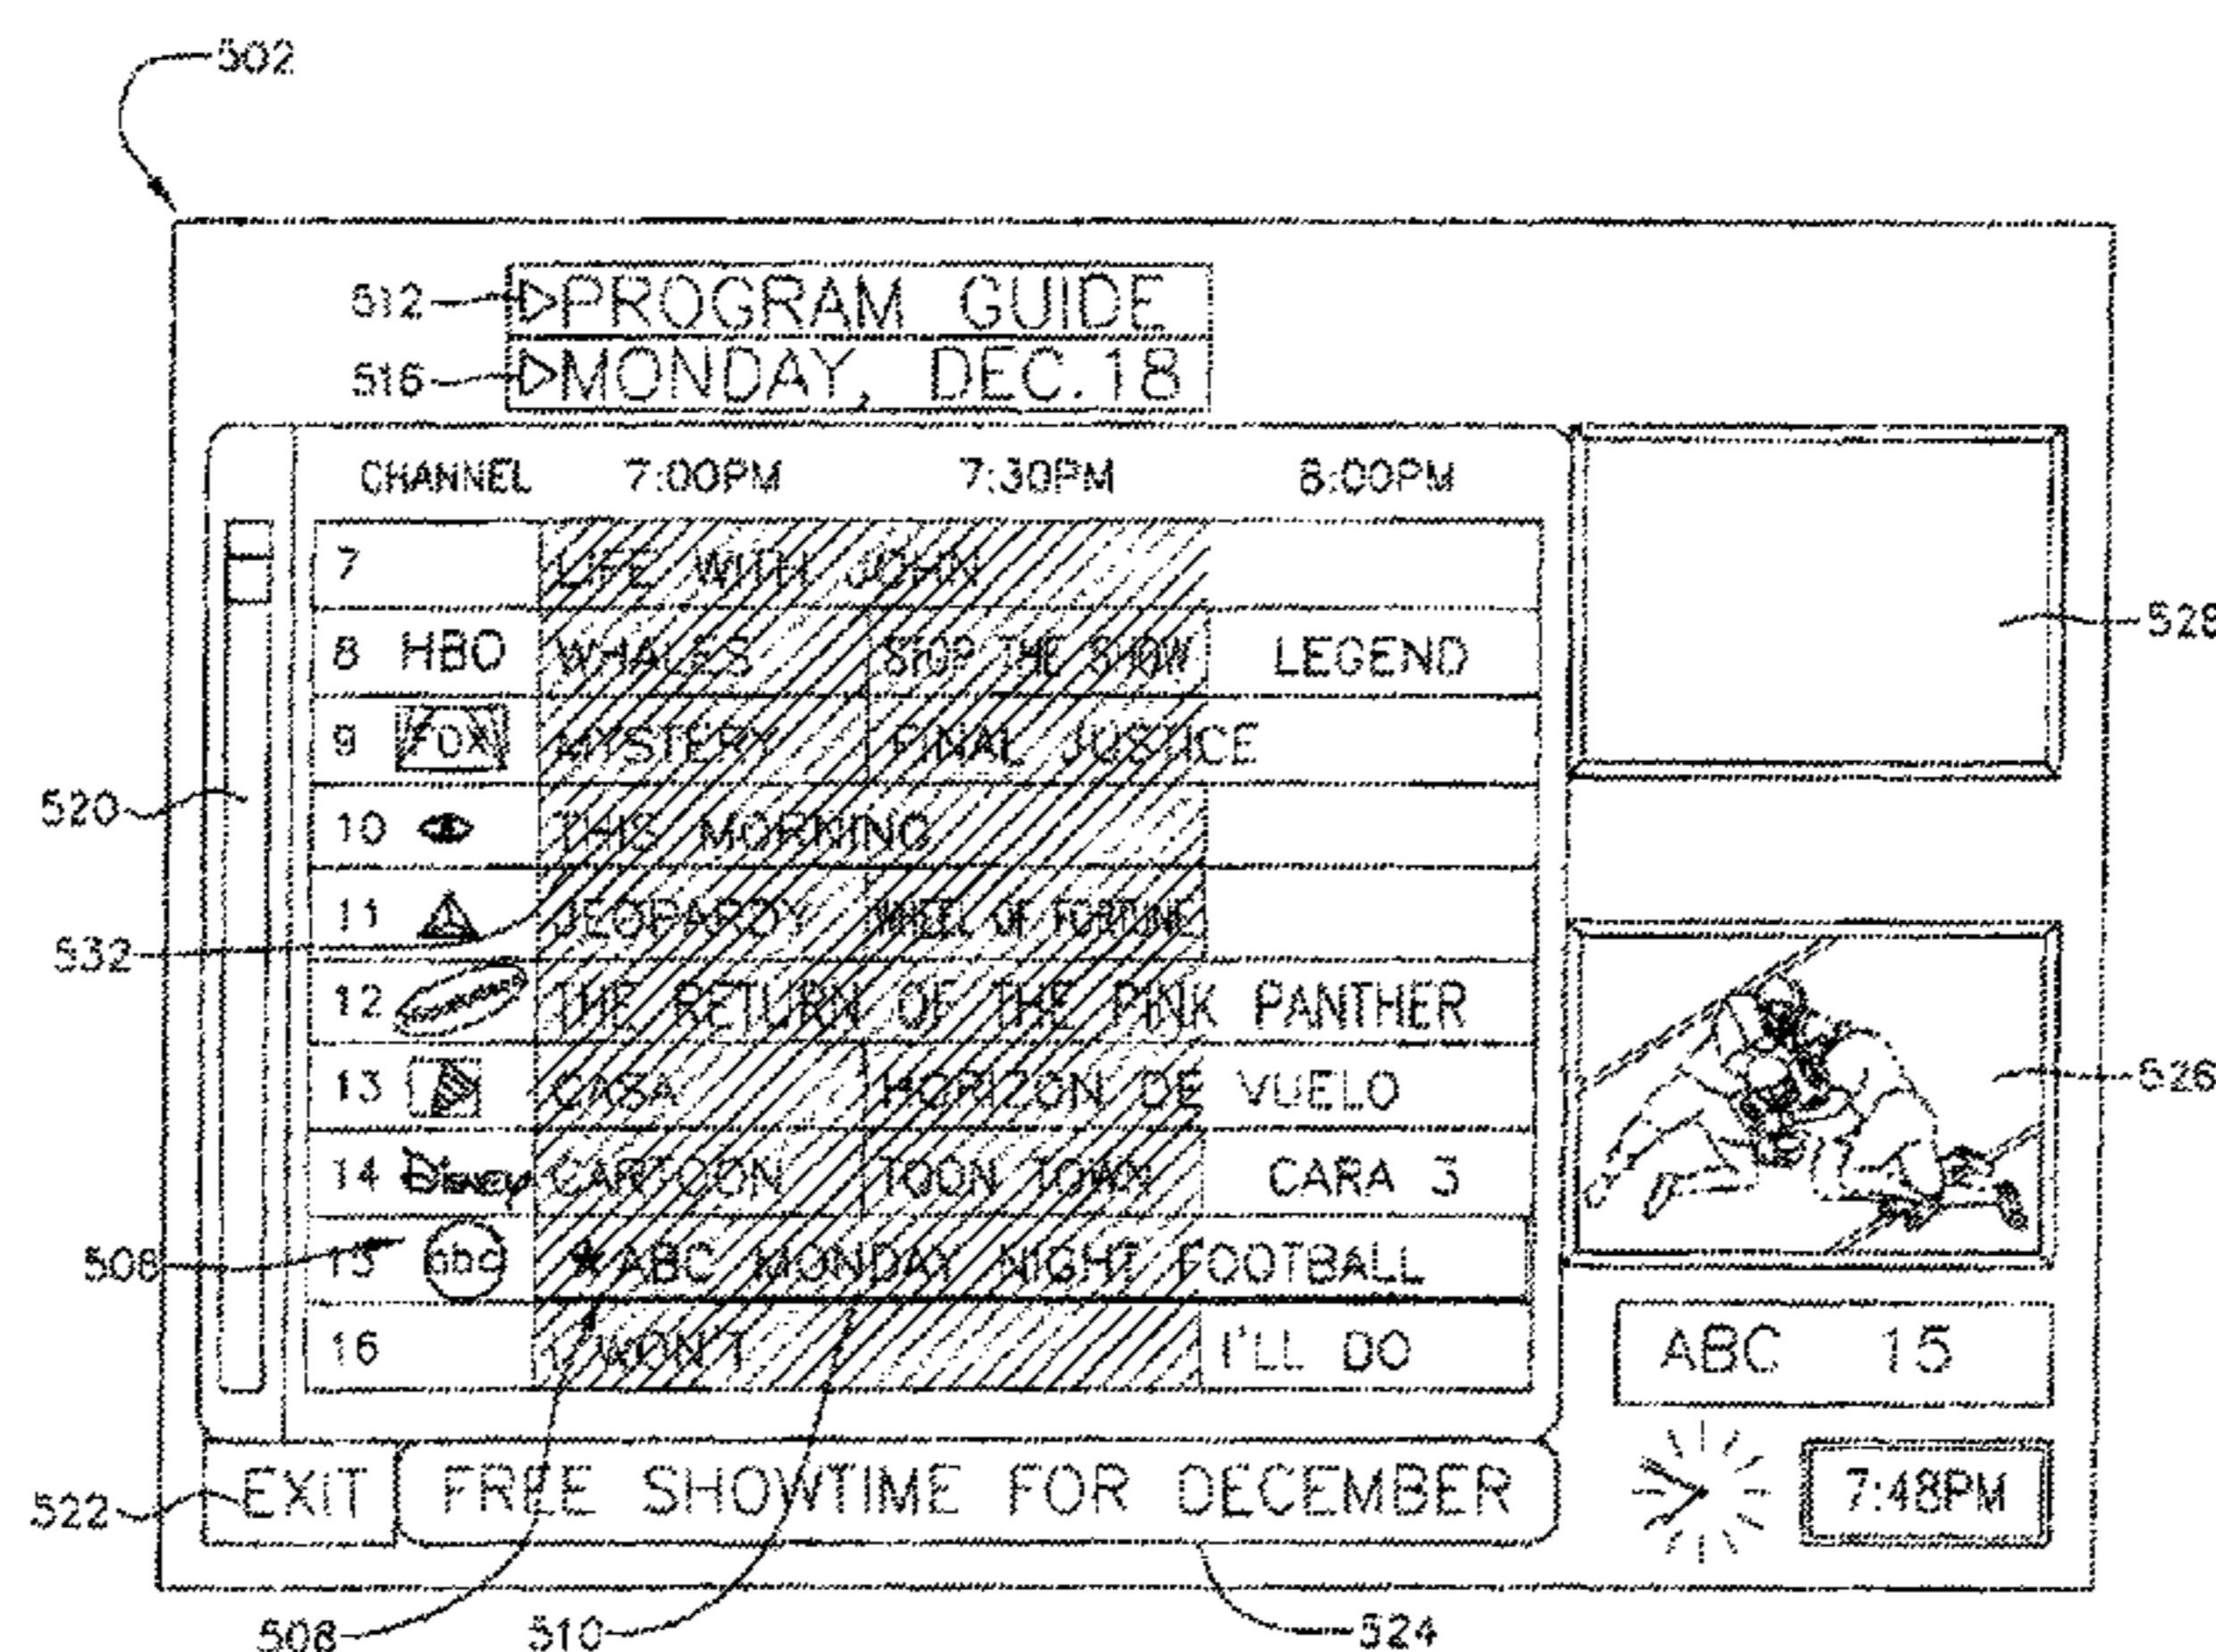 502
512 PROGRAM GUIDE
516 MONDAY, DEC.18
CHANNEL 7:00PM 7:30PM 8:00PM
7 LIFE WITH JOHN
528
8 HBO WHALES STOP THE SHOW LEGEND
9 FOX MYSTERY FINAL JUSTICE
520
10 THIS MORNING
11 JEOPARDY WHEEL OF FORTUNE
532
12 THE RETURN OF THE PINK PANTHER
13 CASA HORIZON DE VUELO
526
14 DISNEY CARTOON TOON TOWN CARA 3
508 15 abc ★ABC MONDAY NIGHT FOOTBALL
16 I WON'T I'LL DO
ABC 15
522 EXIT FREE SHOWTIME FOR DECEMBER
7:48PM
508 510 524